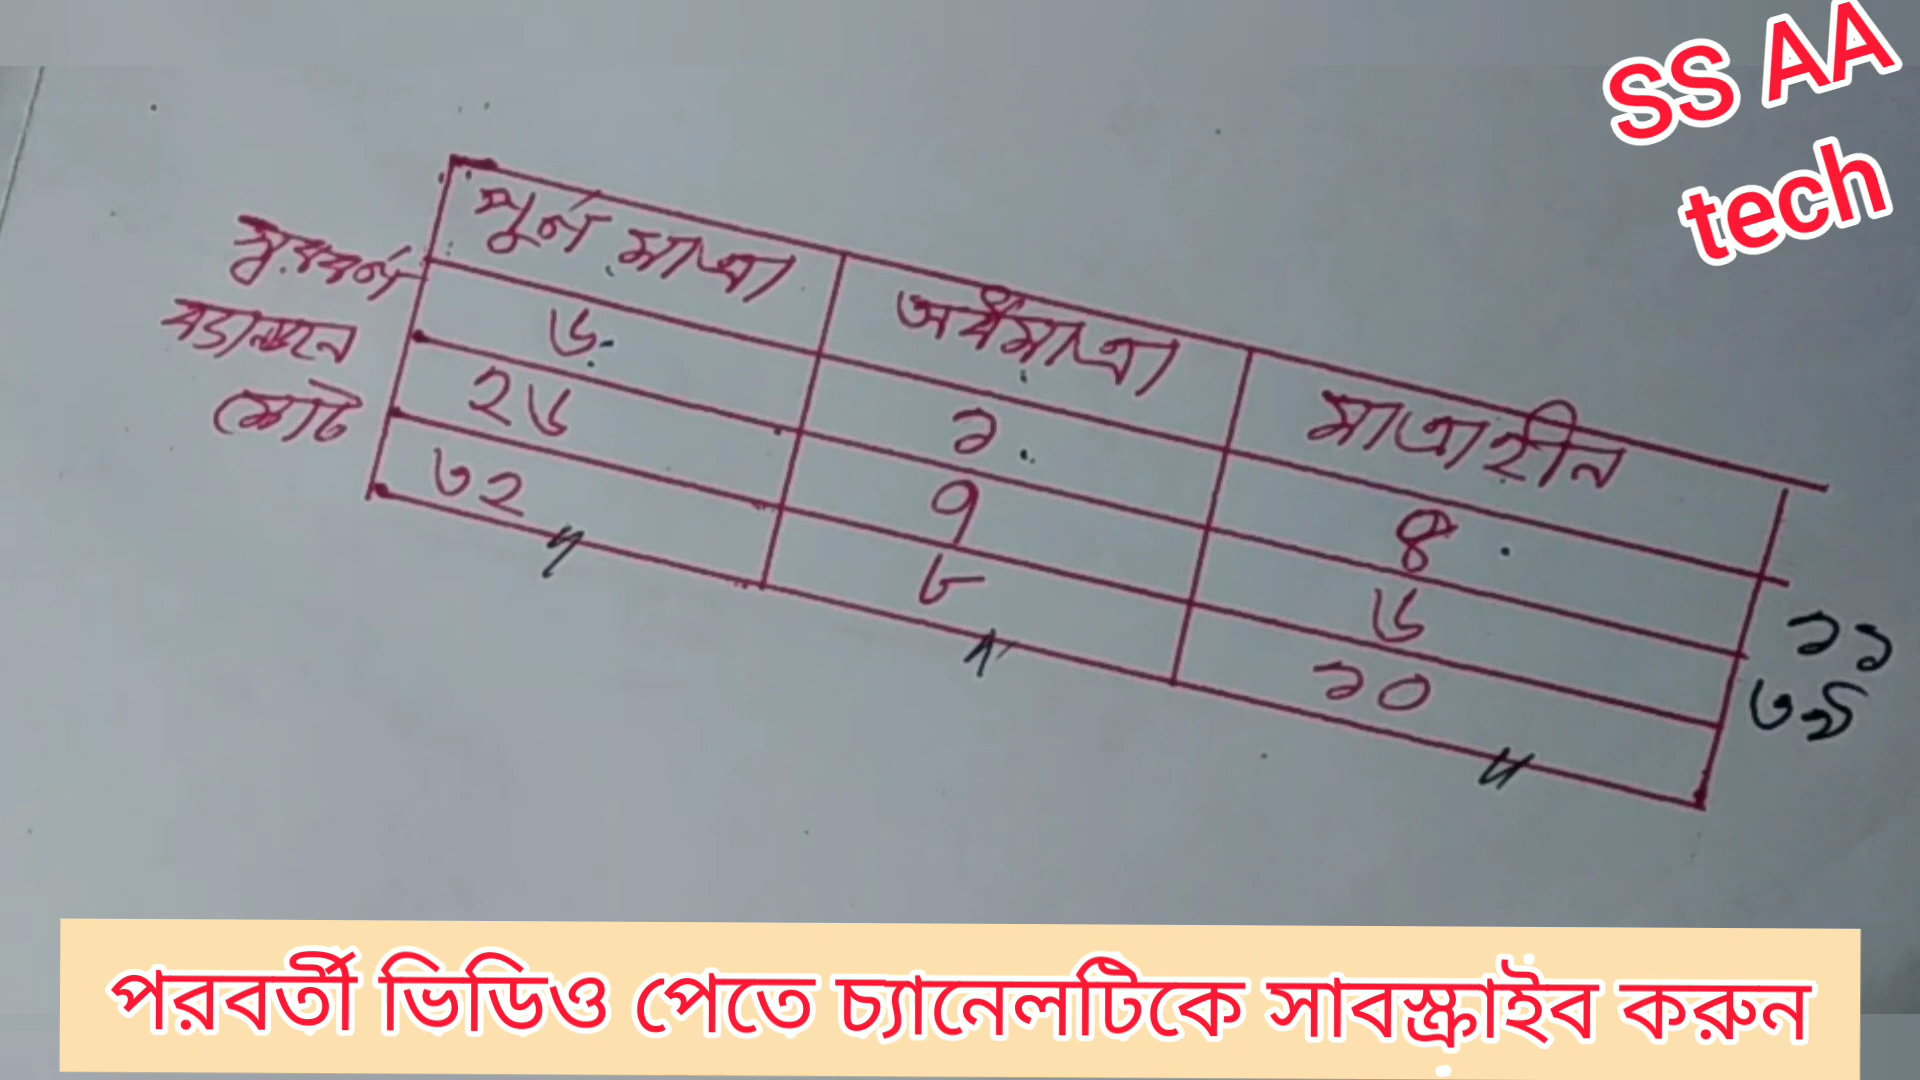 SS AA
tech
পূর্ন মাত্রা অর্ধমাত্রা মাত্রাহীন
স্বরবর্ন ৬ ১ ৪
ব্যান্জনে ২৬ ৭ ৬
মোট ৩২ ৮ ১০
১১
৩৯
পরবর্তী ভিডিও পেতে চ্যানেলটিকে সাবস্ক্রাইব করুন